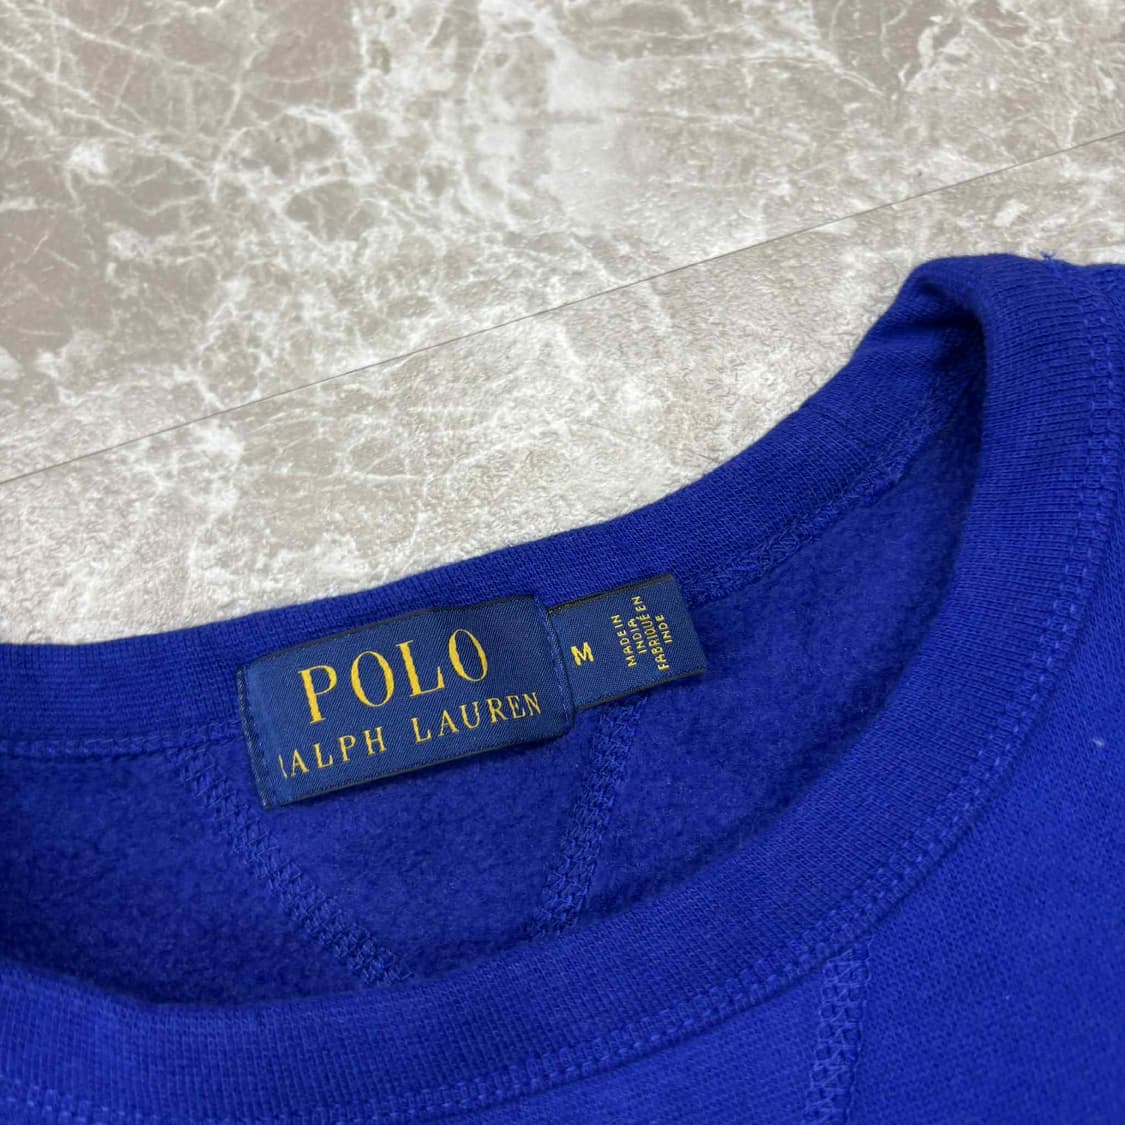 POLO
RALPH LAUREN
M
MADE IN
INDIA
FABRIQUÉ EN
INDE